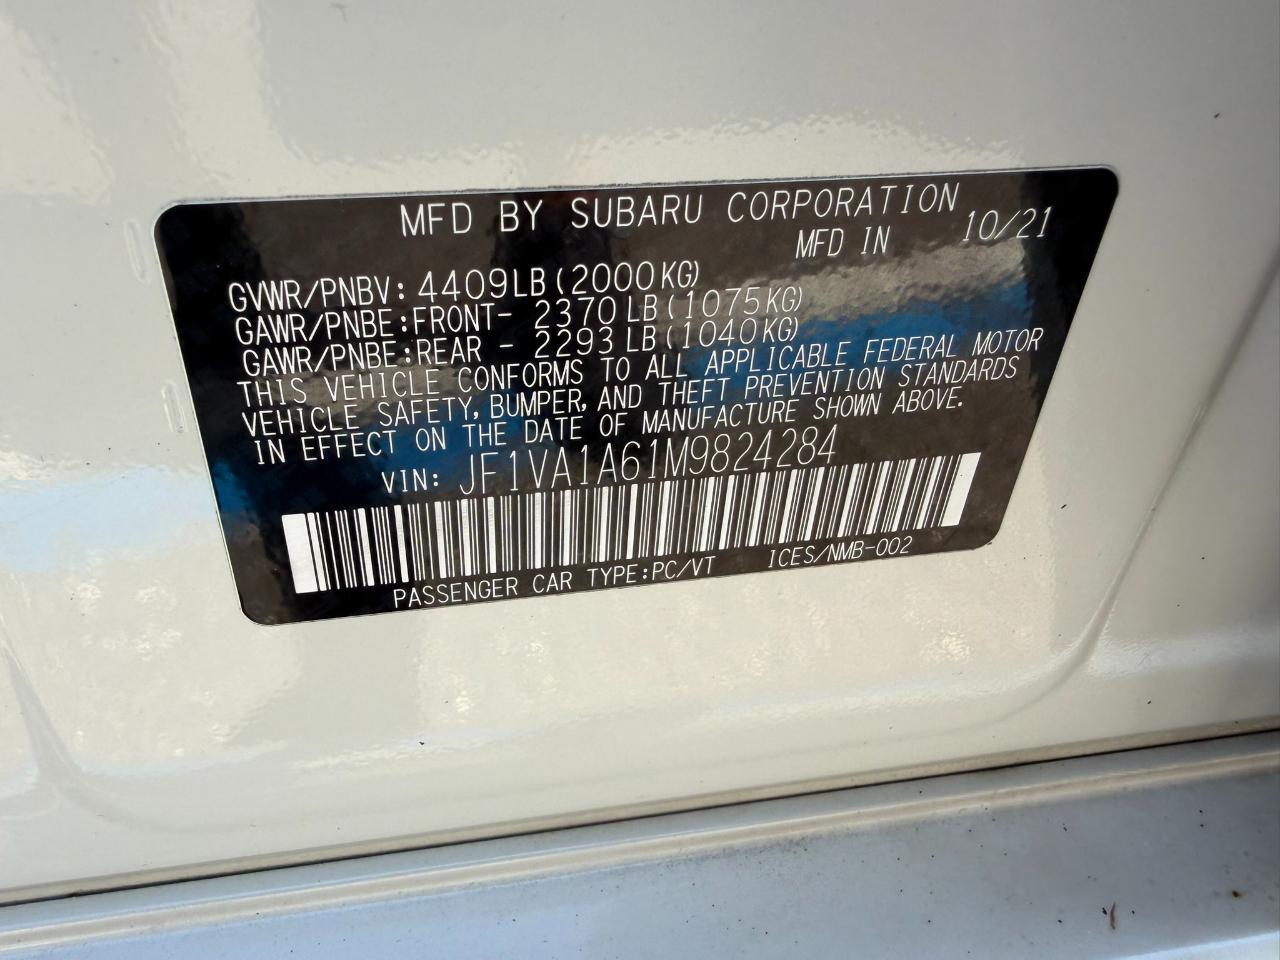 MFD BY SUBARU CORPORATION
MFD IN 10/21
GVWR/PNBV: 4409LB(2000KG)
GAWR/PNBE:FRONT- 2370LB(1075KG)
GAWR/PNBE:REAR - 2293LB(1040KG)
THIS VEHICLE CONFORMS TO ALL APPLICABLE FEDERAL MOTOR
VEHICLE SAFETY, BUMPER, AND THEFT PREVENTION STANDARDS
IN EFFECT ON THE DATE OF MANUFACTURE SHOWN ABOVE.
VIN: JF1VA1A61M9824284
PASSENGER CAR TYPE:PC/VT ICES/NMB-002